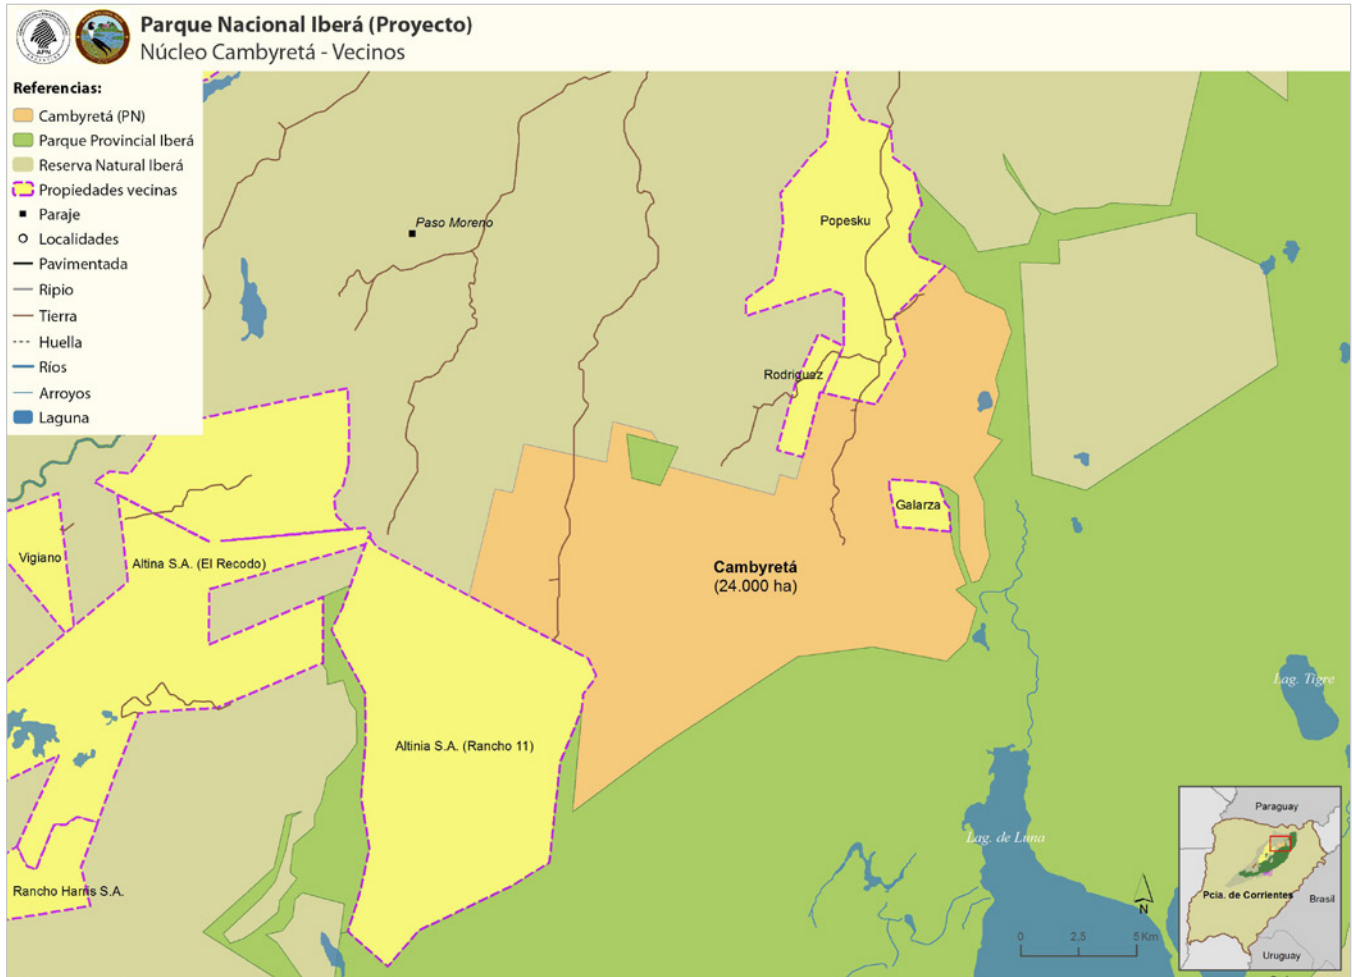 Parque Nacional Iberá (Proyecto)
Núcleo Cambyretá - Vecinos
APN
ARGENTINA
Referencias:
Cambyretá (PN)
Parque Provincial Iberá
Reserva Natural Iberá
Propiedades vecinas
Paraje
Localidades
Pavimentada
Ripio
Tierra
Huella
Ríos
Arroyos
Laguna
Paso Moreno
Popesku
Rodriguez
Galarza
Vigiano
Altina S.A. (El Recodo)
Cambyretá
(24.000 ha)
Lag. Tigre
Altinia S.A. (Rancho 11)
Lag. de Luna
Rancho Harris S.A.
N
0 2,5 5 Km
Paraguay
Pcia. de Corrientes
Brasil
Uruguay